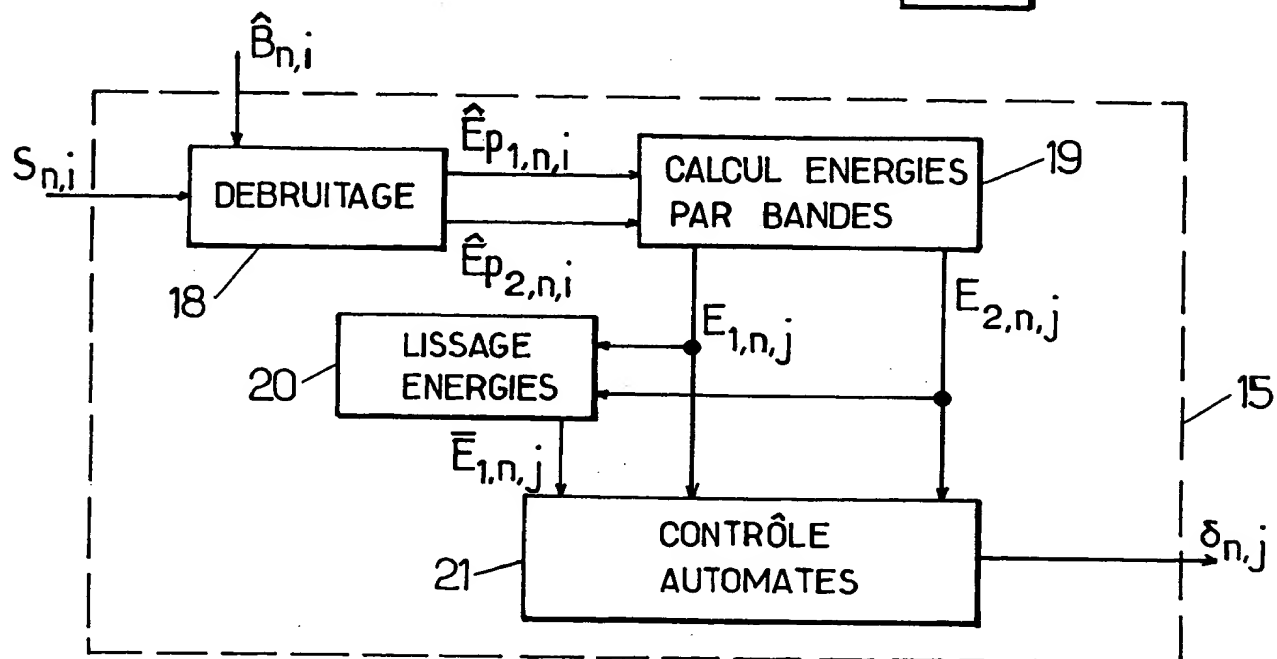 B̂n,i
Sn,i
DEBRUITAGE
18
Êp1,n,i
Êp2,n,i
CALCUL ENERGIES
PAR BANDES
19
E1,n,j
E2,n,j
LISSAGE
ENERGIES
20
15
Ē1,n,j
CONTRÔLE
AUTOMATES
21
δn,j